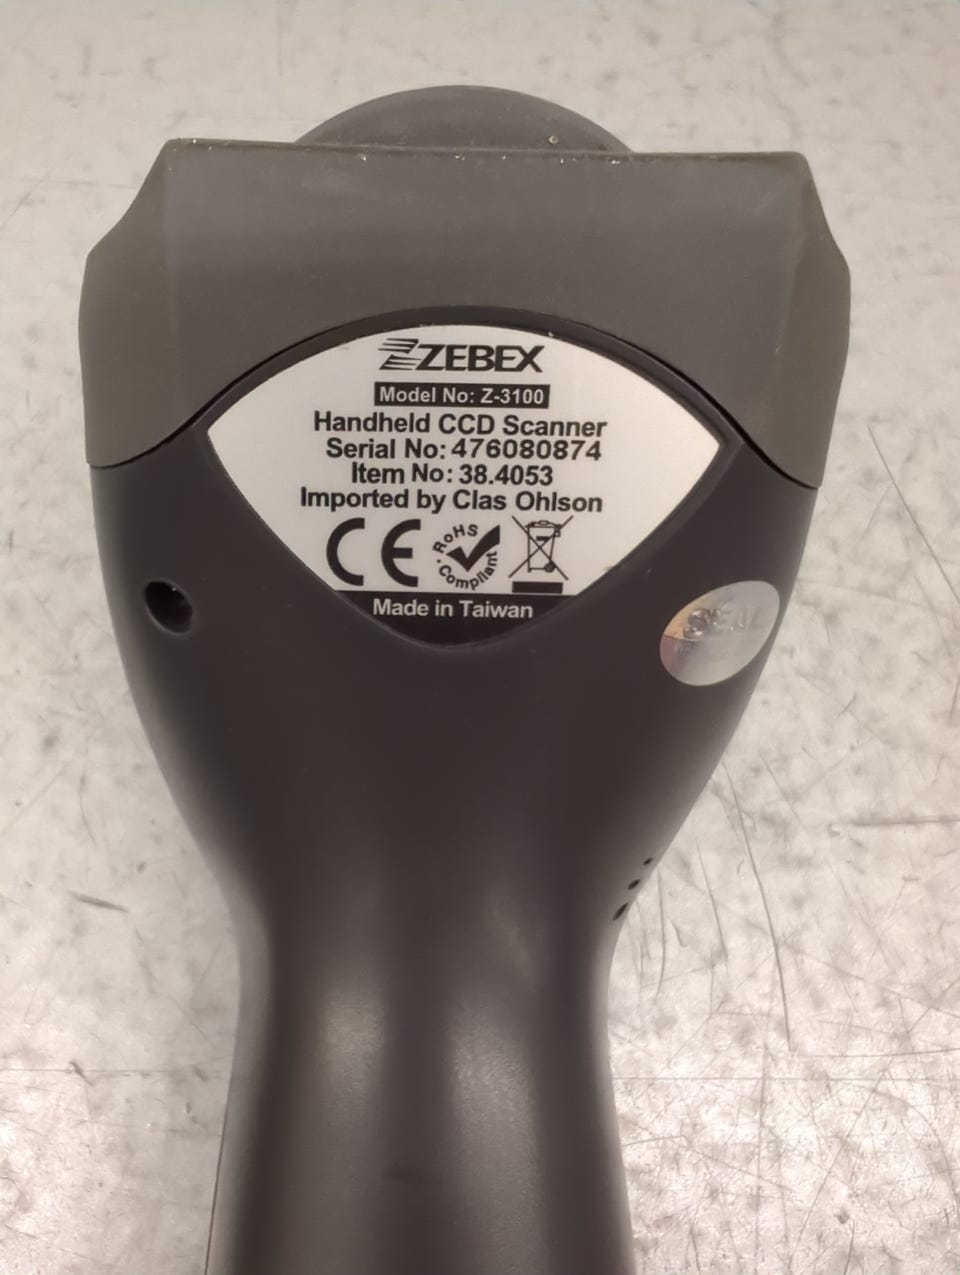 ZEBEX
Model No: Z-3100
Handheld CCD Scanner
Serial No: 476080874
Item No: 38.4053
Imported by Clas Ohlson
CE RoHS Compliant
Made in Taiwan